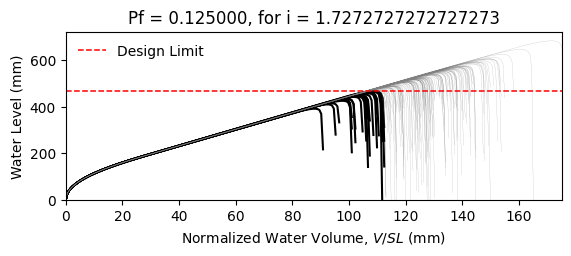 Pf = 0.125000, for i = 1.7272727272727273
Water Level (mm)
600
400
200
0
Design Limit
0 20 40 60 80 100 120 140 160
Normalized Water Volume, V/SL (mm)